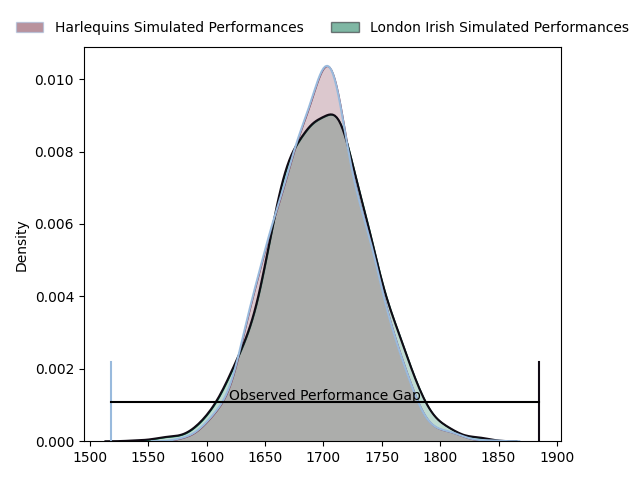 Harlequins Simulated Performances London Irish Simulated Performances
0.010
0.008
0.006
0.004
0.002
0.000
Density
Observed Performance Gap
1500 1550 1600 1650 1700 1750 1800 1850 1900